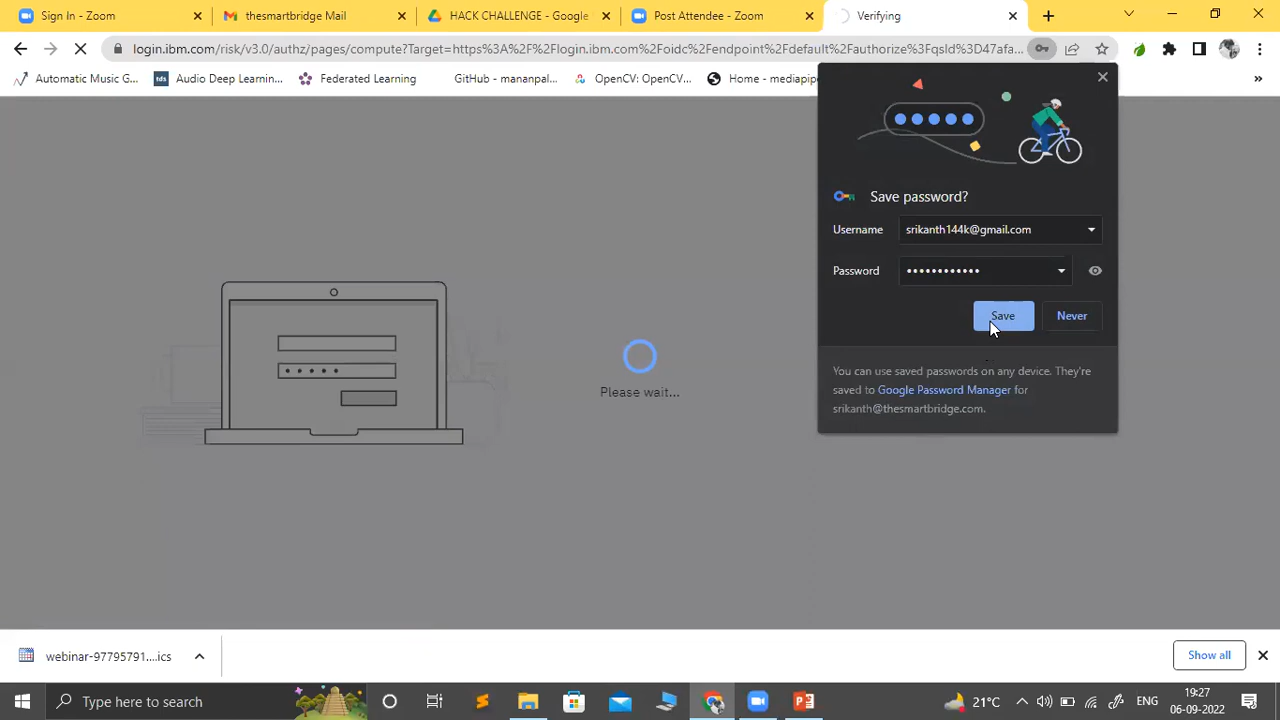 Sign In - Zoom
thesmartbridge Mail
HACK CHALLENGE - Google
Post Attendee - Zoom
Verifying
login.ibm.com/risk/v3.0/authz/pages/compute?Target=https%3A%2F%2Flogin.ibm.com%2Foidc%2Fendpoint%2Fdefault%2Fauthorize%3FqsId%3D47afa...
Automatic Music G...
tds
Audio Deep Learnin...
Federated Learning
GitHub - mananpal...
OpenCV: OpenCV...
Home - mediapipe
»
Save password?
Username
srikanth144k@gmail.com
Password
••••••••••••
Save
Never
You can use saved passwords on any device. They're
saved to Google Password Manager for
srikanth@thesmartbridge.com.
Please wait...
webinar-97795791....ics
Show all
Type here to search
21°C
ENG
19:27
06-09-2022